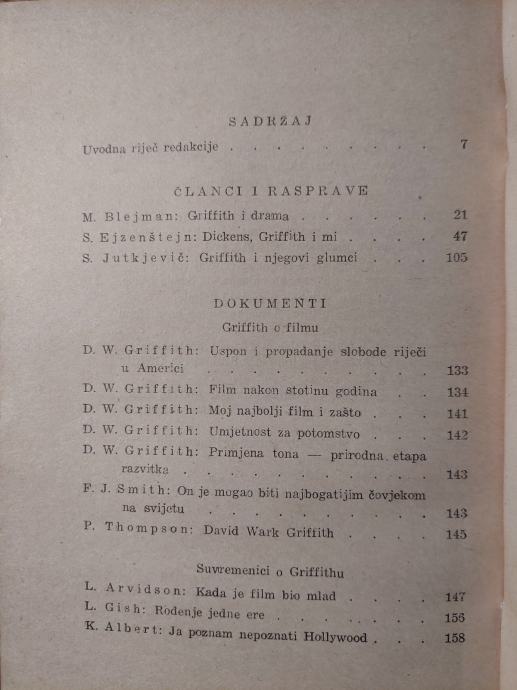 SADRŽAJ
Uvodna riječ redakcije . . . . . . . . . 7
ČLANCI I RASPRAVE
M. Blejman: Griffith i drama . . . . . . 21
S. Ejzenštejn: Dickens, Griffith i mi . . . . 47
S. Jutkjevič: Griffith i njegovi glumci . . . 105
DOKUMENTI
Griffith o filmu
D. W. Griffith: Uspon i propadanje slobode riječi
u Americi . . . . . . . . . 133
D. W. Griffith: Film nakon stotinu godina . . 134
D. W. Griffith: Moj najbolji film i zašto . . . 141
D. W. Griffith: Umjetnost za potomstvo . . . 142
D. W. Griffith: Primjena tona — prirodna etapa
razvitka . . . . . . . . . . 143
F. J. Smith: On je mogao biti najbogatijim čovjekom
na svijetu . . . . . . . . . 143
P. Thompson: David Wark Griffith . . . . 145
Suvremenici o Griffithu
L. Arvidson: Kada je film bio mlad . . . . 147
L. Gish: Rođenje jedne ere . . . . . . 156
K. Albert: Ja poznam nepoznati Hollywood . . . 158